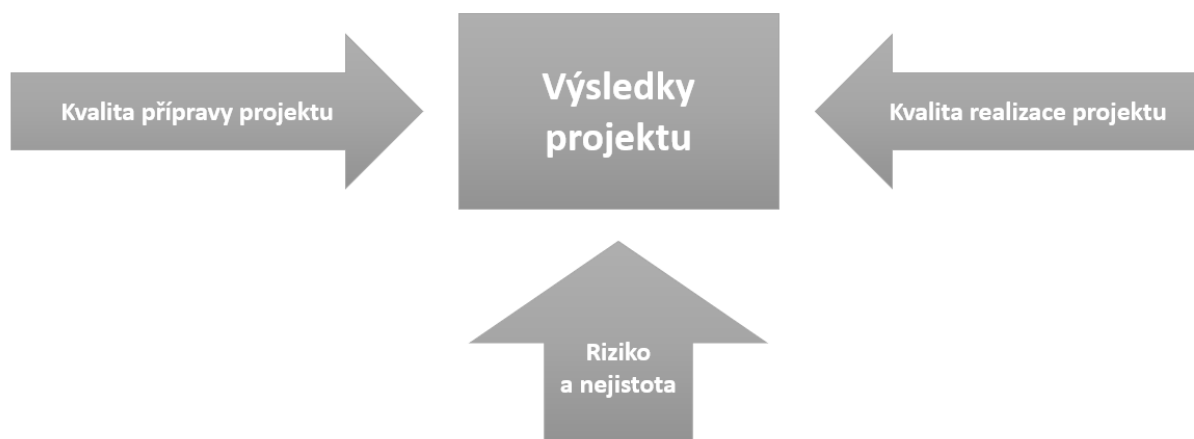 Kvalita přípravy projektu
Výsledky
projektu
Kvalita realizace projektu
Riziko
a nejistota